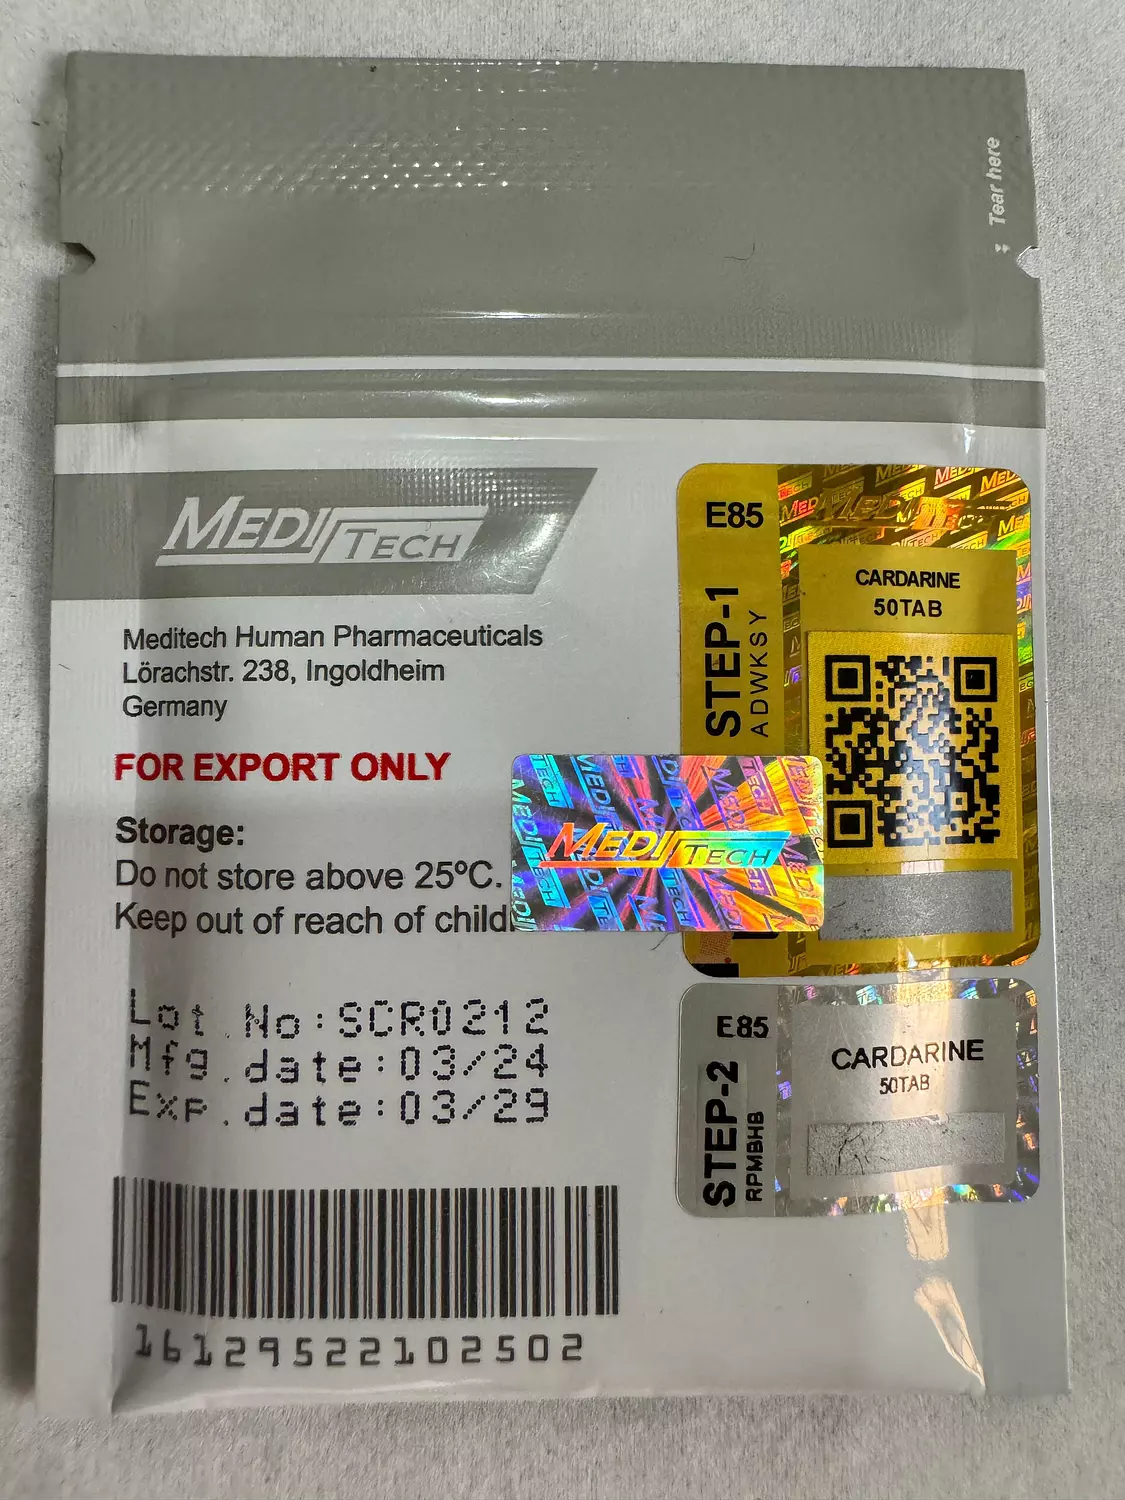 Tear here
MEDITECH
Meditech Human Pharmaceuticals
Lörachstr. 238, Ingoldheim
Germany
FOR EXPORT ONLY
Storage:
Do not store above 25ºC.
Keep out of reach of child
Lot.No:SCR0212
Mfg.date:03/24
Exp.date:03/29
16129522102502
E85
STEP-1
ADWKSY
CARDARINE
50TAB
MEDITECH
E85
STEP-2
RPMBHB
CARDARINE
50TAB